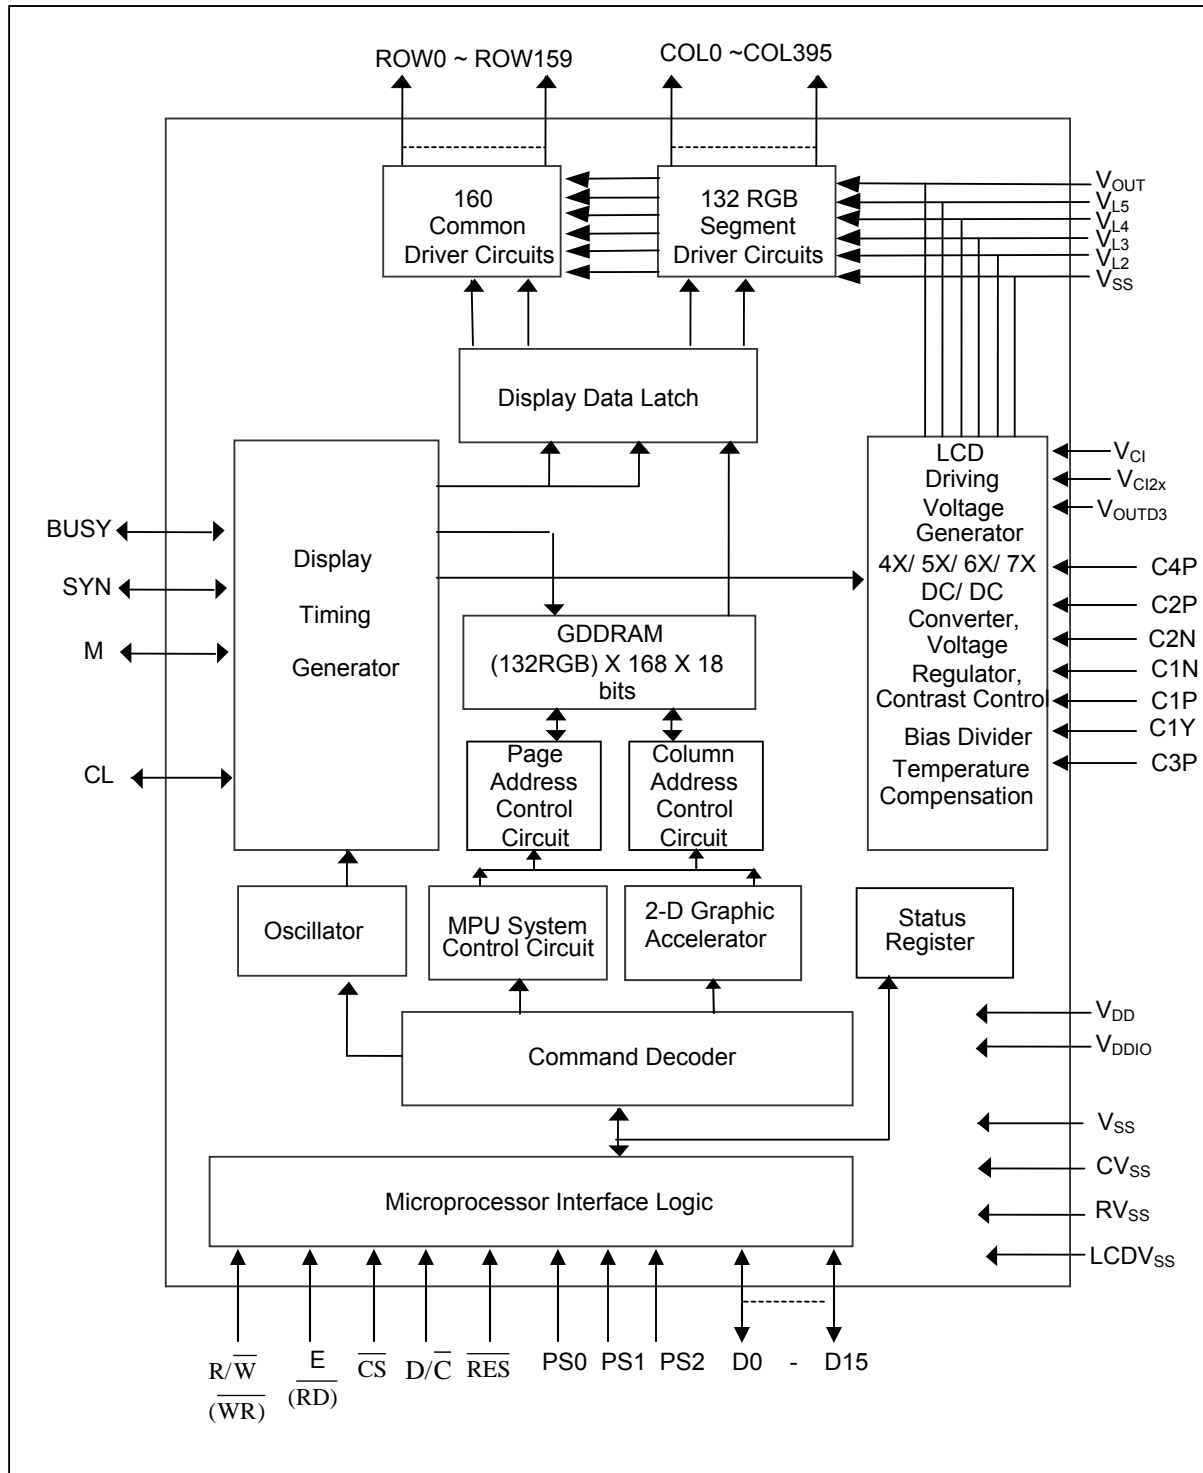 ROW0 ~ ROW159
COL0 ~COL395
160
Common
Driver Circuits
132 RGB
Segment
Driver Circuits
VOUT
VL5
VL4
VL3
VL2
VSS
Display Data Latch
BUSY
SYN
M
CL
Display
Timing
Generator
GDDRAM
(132RGB) X 168 X 18
bits
LCD
Driving
Voltage
Generator
4X/ 5X/ 6X/ 7X
DC/ DC
Converter,
Voltage
Regulator,
Contrast Control
Bias Divider
Temperature
Compensation
VCI
VCI2x
VOUTD3
C4P
C2P
C2N
C1N
C1P
C1Y
C3P
Page
Address
Control
Circuit
Column
Address
Control
Circuit
Oscillator
MPU System
Control Circuit
2-D Graphic
Accelerator
Status
Register
Command Decoder
VDD
VDDIO
VSS
CVSS
RVSS
LCDVSS
Microprocessor Interface Logic
R/W̅
(W̅R̅)
E
(R̅D̅)
C̅S̅
D/C̅
R̅E̅S̅
PS0
PS1
PS2
D0 - D15